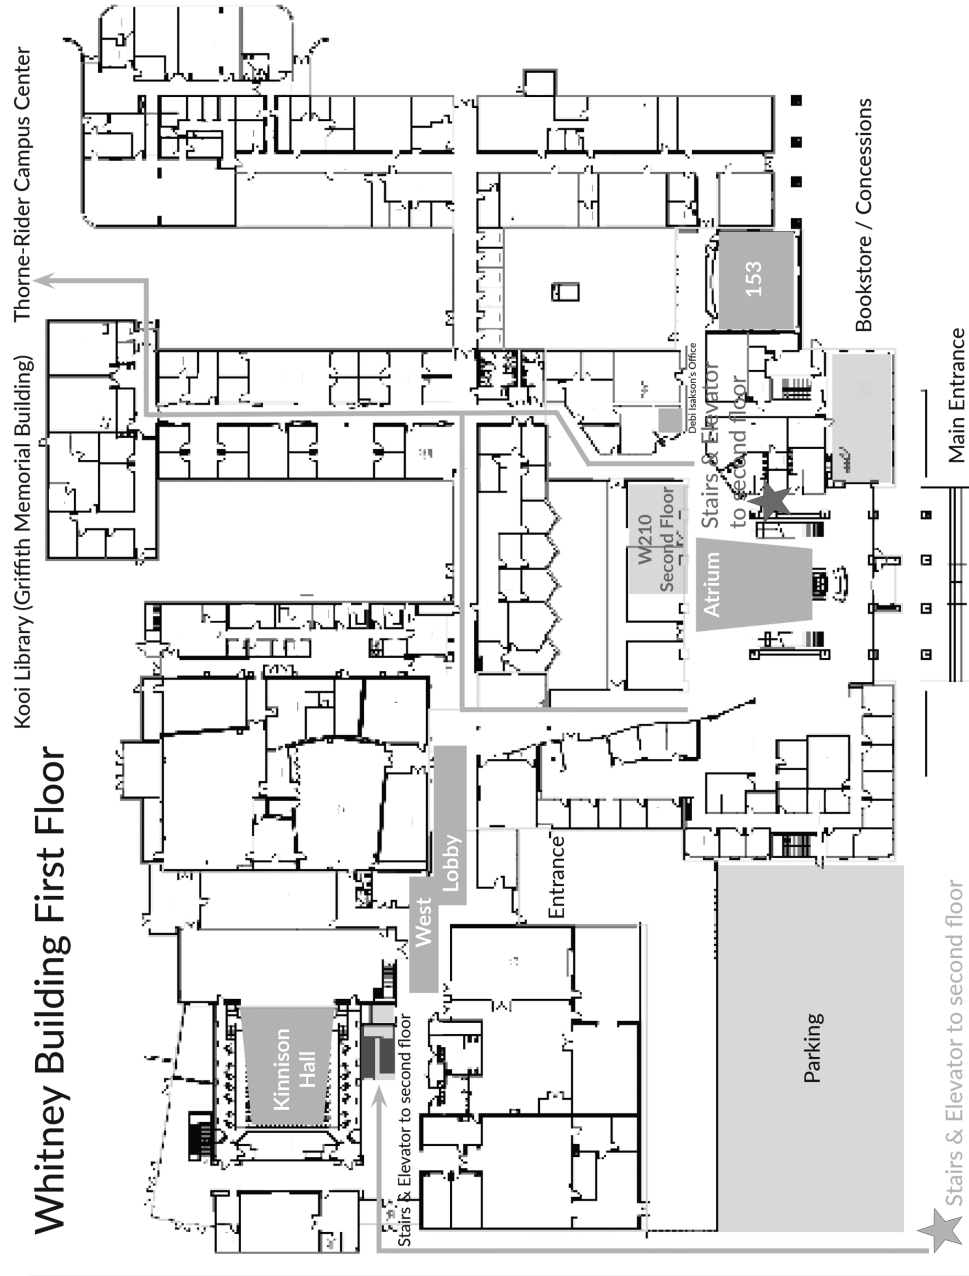 Whitney Building First Floor
Kooi Library (Griffith Memorial Building)
Thorne-Rider Campus Center
Kinnison
Hall
West
Lobby
Stairs & Elevator to second floor
Entrance
W210
Second Floor
Atrium
Debi Isakson's Office
Stairs & Elevator
to second floor
153
Parking
Bookstore / Concessions
Main Entrance
Stairs & Elevator to second floor